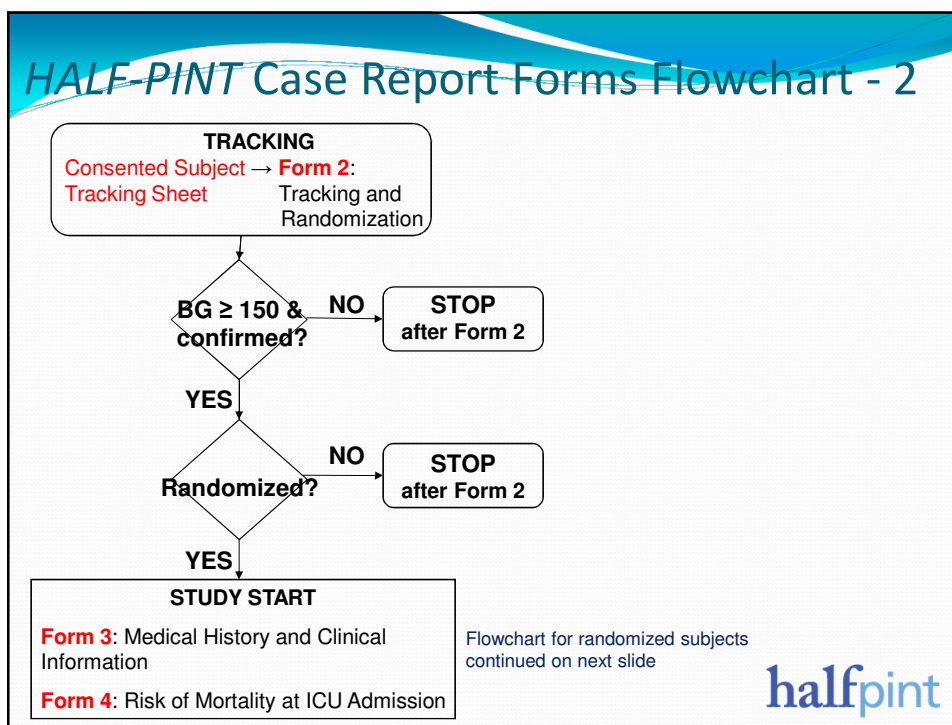 HALF-PINT Case Report Forms Flowchart - 2
TRACKING
Consented Subject → Form 2:
Tracking Sheet
Tracking and
Randomization
BG ≥ 150 &
confirmed?
NO
STOP
after Form 2
YES
Randomized?
NO
STOP
after Form 2
YES
STUDY START
Form 3: Medical History and Clinical
Information
Form 4: Risk of Mortality at ICU Admission
Flowchart for randomized subjects
continued on next slide
halfpint